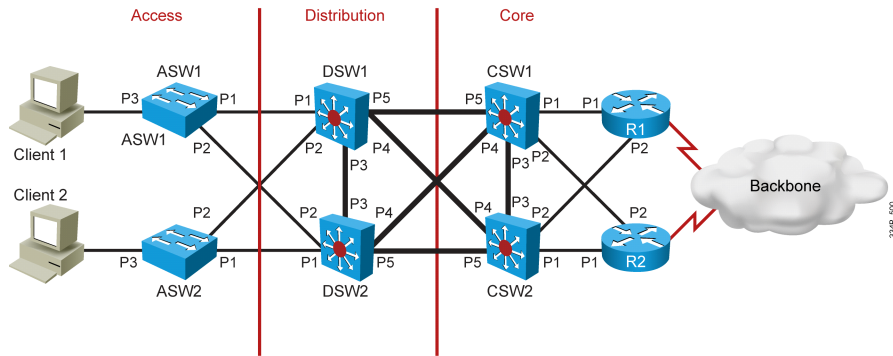 Access
Distribution
Core
ASW1
DSW1
CSW1
P3
P1
P1
P5
P5
P1
P1
R1
ASW1
P2
P2
P4
P4
P2
P2
Client 1
P3
P3
Backbone
Client 2
P2
P3
P4
P4
P3
P2
P2
P3
P1
P1
P5
P5
P1
P1
R2
ASW2
DSW2
CSW2